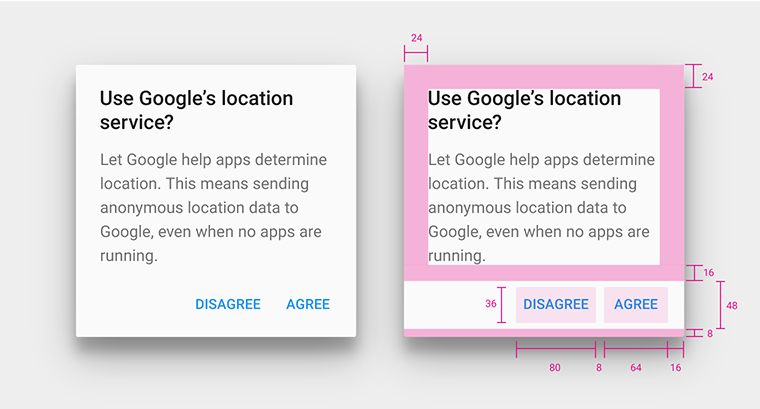 Use Google’s location
service?
Let Google help apps determine
location. This means sending
anonymous location data to
Google, even when no apps are
running.
DISAGREE AGREE
24
24
Use Google’s location
service?
Let Google help apps determine
location. This means sending
anonymous location data to
Google, even when no apps are
running.
16
36 DISAGREE AGREE 48
8
80 8 64 16